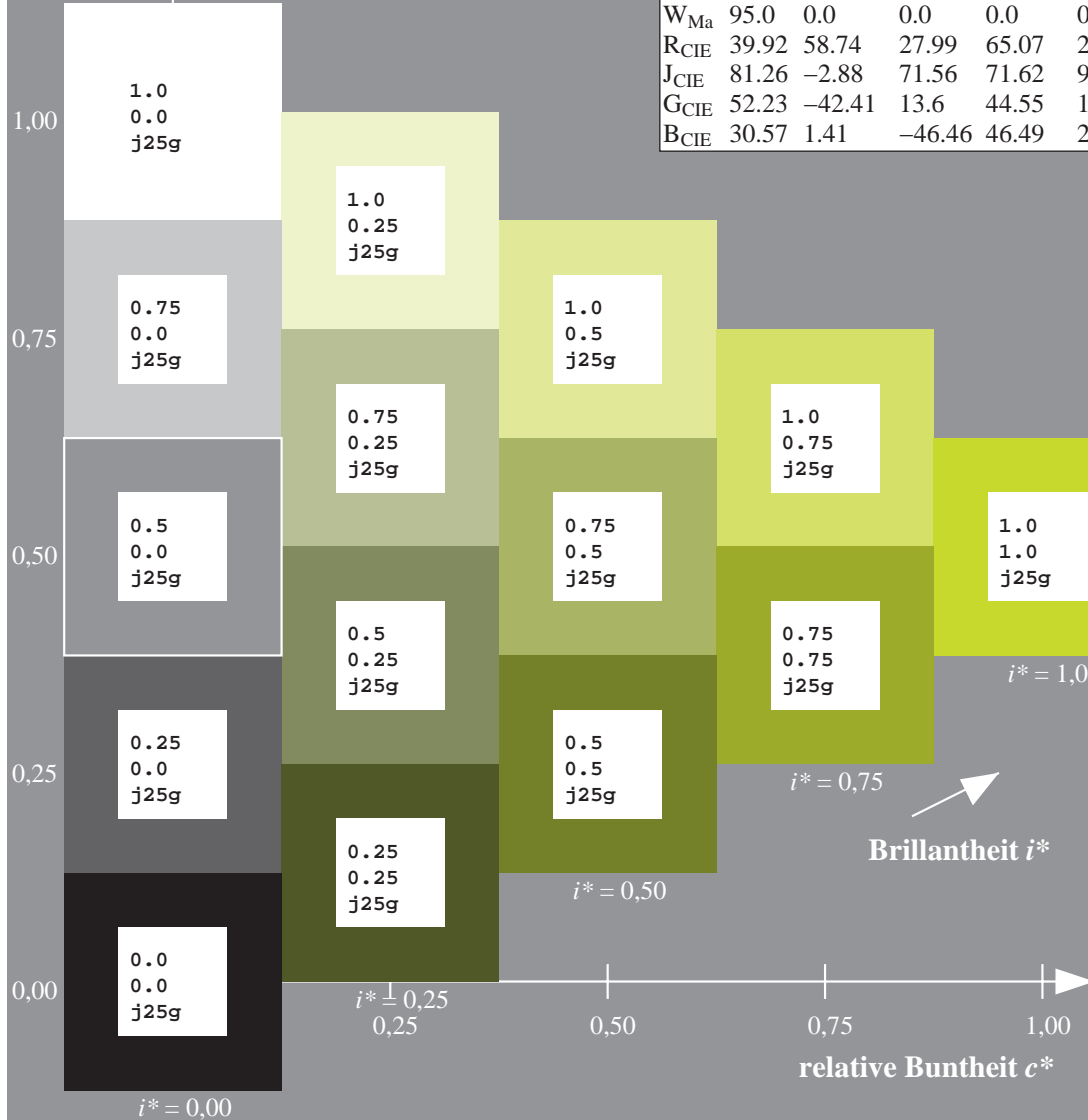 W_Ma 95.0 0.0 0.0 0.0
R_CIE 39.92 58.74 27.99 65.07
J_CIE 81.26 −2.88 71.56 71.62
G_CIE 52.23 −42.41 13.6 44.55
B_CIE 30.57 1.41 −46.46 46.49
1,00
1.0
0.0
j25g
1.0
0.25
j25g
0,75
0.75
0.0
j25g
1.0
0.5
j25g
0.75
0.25
j25g
1.0
0.75
j25g
0,50
0.5
0.0
j25g
0.75
0.5
j25g
1.0
1.0
j25g
0.5
0.25
j25g
0.75
0.75
j25g
i* = 1,0
0,25
0.25
0.0
j25g
0.5
0.5
j25g
i* = 0,75
0.25
0.25
j25g
Brillantheit i*
i* = 0,50
0,00
0.0
0.0
j25g
i* = 0,25
0,25
0,50
0,75
1,00
relative Buntheit c*
i* = 0,00